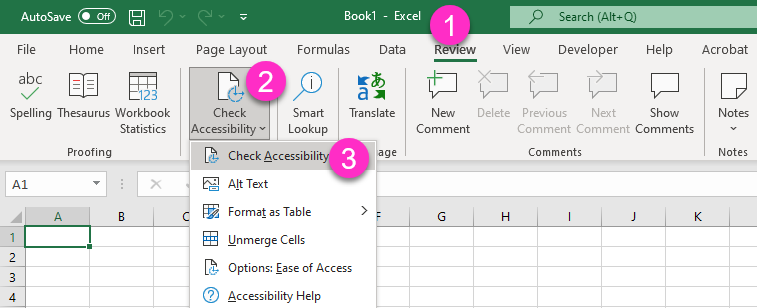 AutoSave Off Book1 - Excel 1 Search (Alt+Q)
File Home Insert Page Layout Formulas Data Review View Developer Help Acrobat
abc 123 2
Spelling Thesaurus Workbook Statistics Check Accessibility Smart Lookup Translate New Comment Delete Previous Comment Next Comment Show Comments Notes
Proofing age Comments Notes
Check Accessibility 3
A1
Alt Text
A B C F G H I J K
Format as Table
1
Unmerge Cells
2
Options: Ease of Access
3
Accessibility Help
4